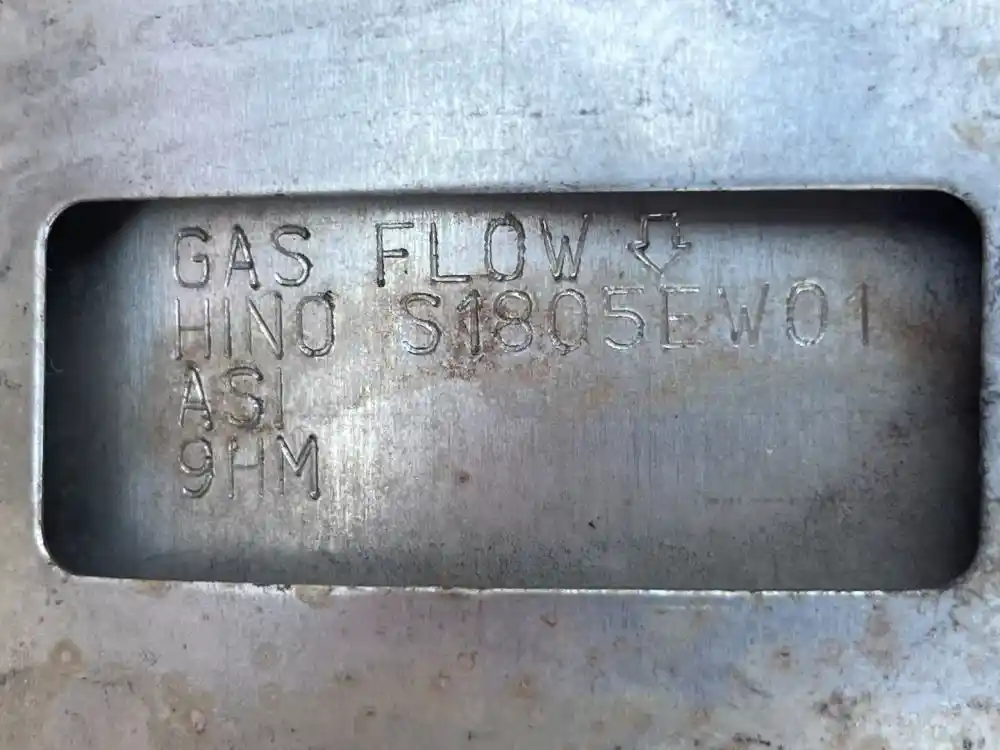 GAS FLOW ⇩
HINO S1805EW01
ASI
9HM